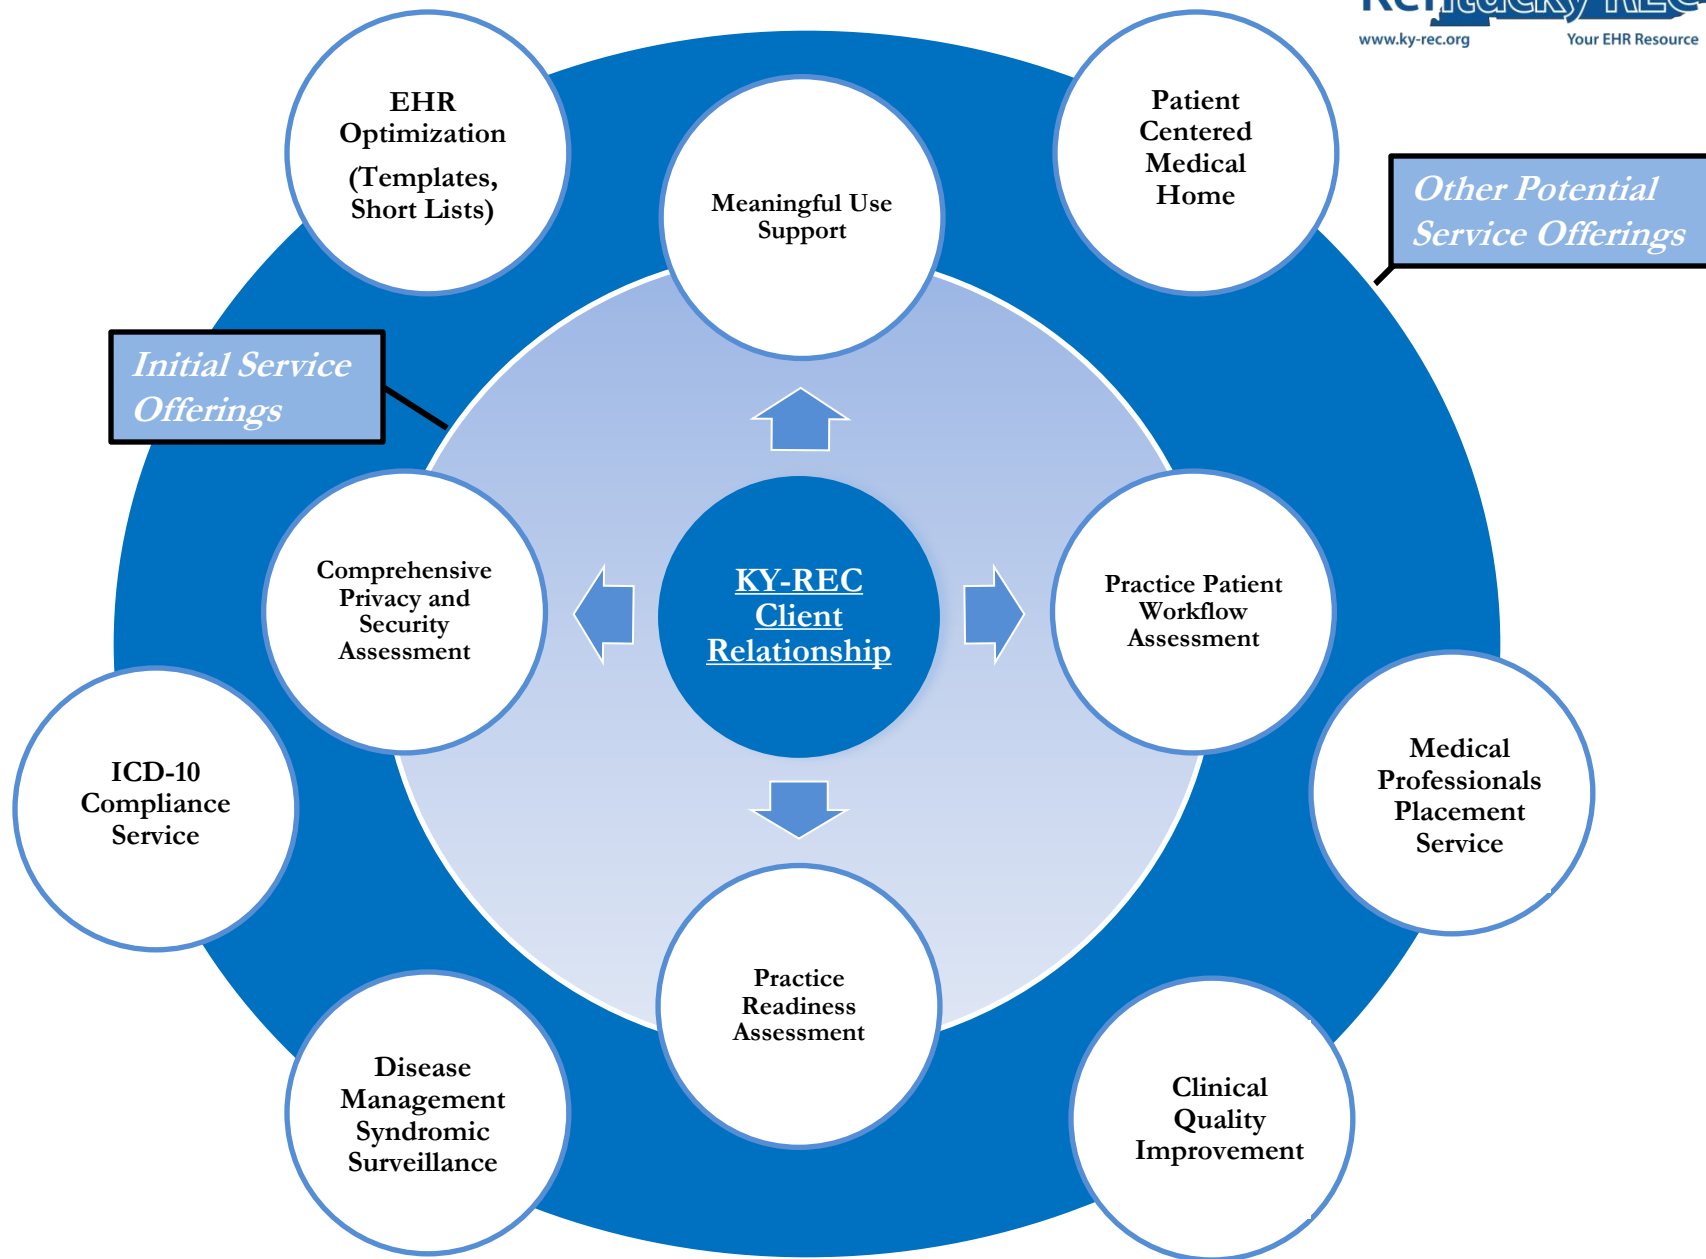 Kentucky REC
www.ky-rec.org
Your EHR Resource
EHR
Optimization
(Templates,
Short Lists)
Meaningful Use
Support
Patient
Centered
Medical
Home
Other Potential
Service Offerings
Initial Service
Offerings
Comprehensive
Privacy and
Security
Assessment
KY-REC
Client
Relationship
Practice Patient
Workflow
Assessment
ICD-10
Compliance
Service
Medical
Professionals
Placement
Service
Practice
Readiness
Assessment
Disease
Management
Syndromic
Surveillance
Clinical
Quality
Improvement